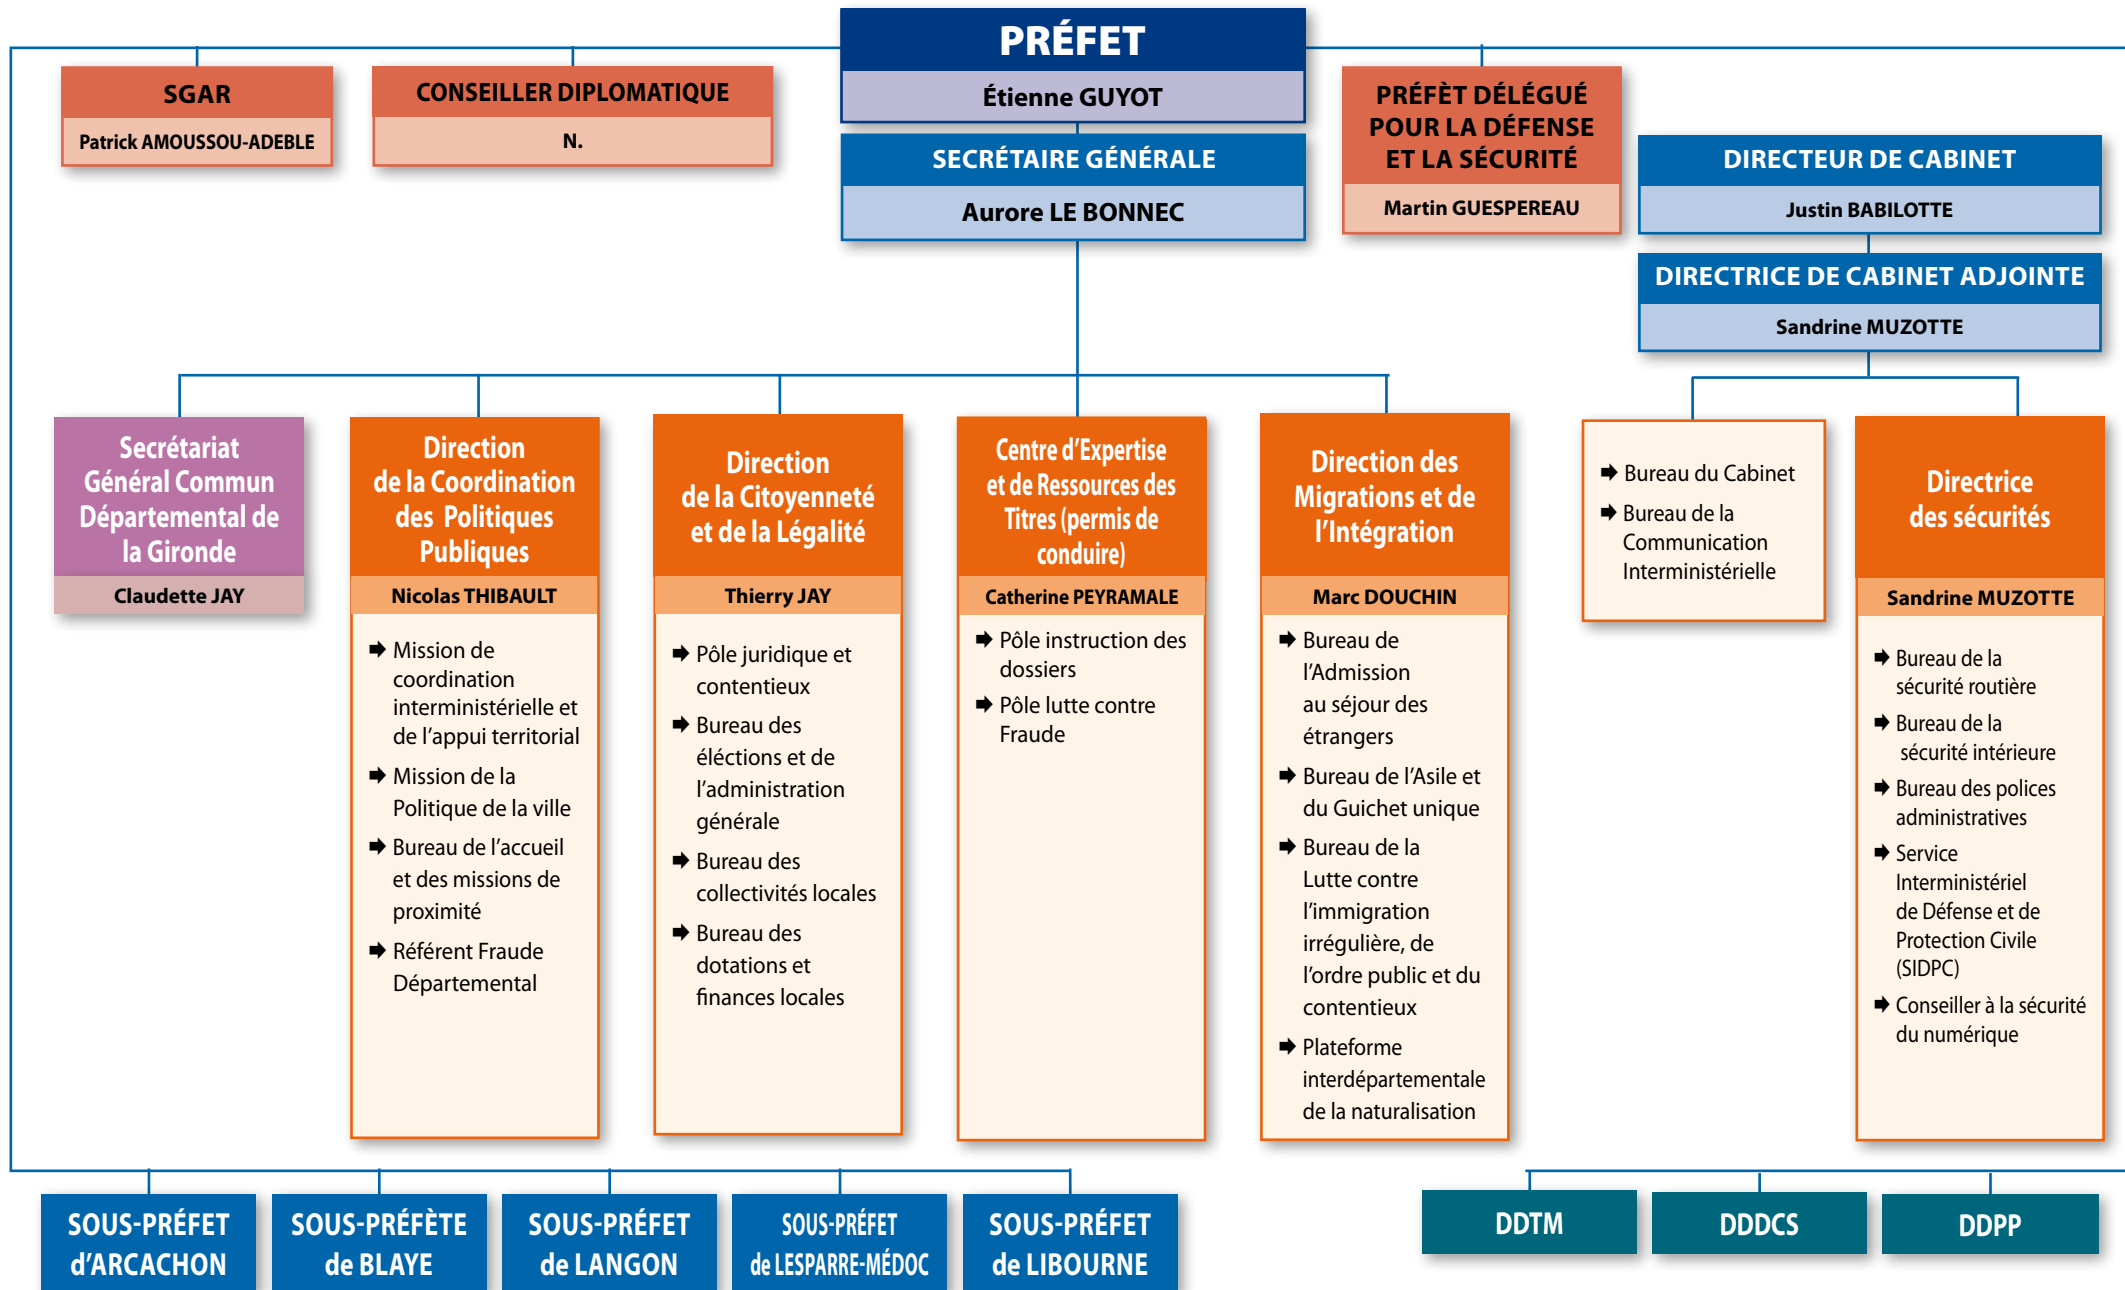 PRÉFET
Étienne GUYOT
SGAR
Patrick AMOUSSOU-ADEBLE
CONSEILLER DIPLOMATIQUE
N.
SECRÉTAIRE GÉNÉRALE
Aurore LE BONNEC
PRÉFÈT DÉLÉGUÉ
POUR LA DÉFENSE
ET LA SÉCURITÉ
Martin GUESPEREAU
DIRECTEUR DE CABINET
Justin BABILOTTE
DIRECTRICE DE CABINET ADJOINTE
Sandrine MUZOTTE
Secrétariat
Général Commun
Départemental de
la Gironde
Claudette JAY
Direction
de la Coordination
des Politiques
Publiques
Nicolas THIBAULT
Mission de
coordination
interministérielle et
de l'appui territorial
Mission de la
Politique de la ville
Bureau de l'accueil
et des missions de
proximité
Référent Fraude
Départemental
Direction
de la Citoyenneté
et de la Légalité
Thierry JAY
Pôle juridique et
contentieux
Bureau des
éléctions et de
l'administration
générale
Bureau des
collectivités locales
Bureau des
dotations et
finances locales
Centre d'Expertise
et de Ressources des
Titres (permis de
conduire)
Catherine PEYRAMALE
Pôle instruction des
dossiers
Pôle lutte contre
Fraude
Direction des
Migrations et de
l'Intégration
Marc DOUCHIN
Bureau de
l'Admission
au séjour des
étrangers
Bureau de l'Asile et
du Guichet unique
Bureau de la
Lutte contre
l'immigration
irrégulière, de
l'ordre public et du
contentieux
Plateforme
interdépartementale
de la naturalisation
Bureau du Cabinet
Bureau de la
Communication
Interministérielle
Directrice
des sécurités
Sandrine MUZOTTE
Bureau de la
sécurité routière
Bureau de la
sécurité intérieure
Bureau des polices
administratives
Service
Interministériel
de Défense et de
Protection Civile
(SIDPC)
Conseiller à la sécurité
du numérique
SOUS-PRÉFET
d'ARCACHON
SOUS-PRÉFÈTE
de BLAYE
SOUS-PRÉFET
de LANGON
SOUS-PRÉFET
de LESPARRE-MÉDOC
SOUS-PRÉFET
de LIBOURNE
DDTM
DDDCS
DDPP